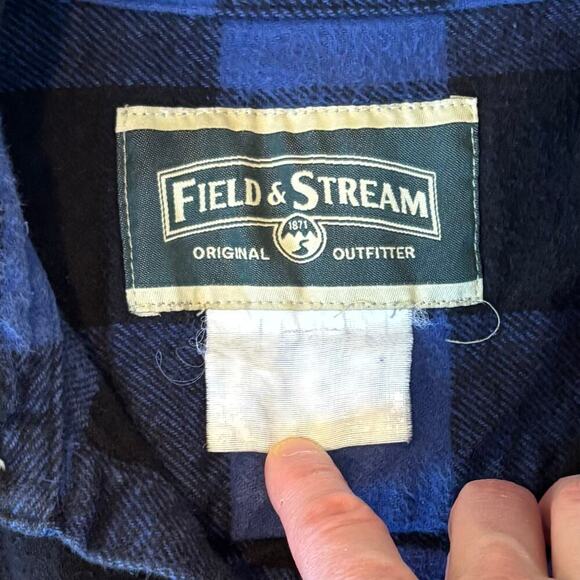 FIELD & STREAM
1871
ORIGINAL OUTFITTER